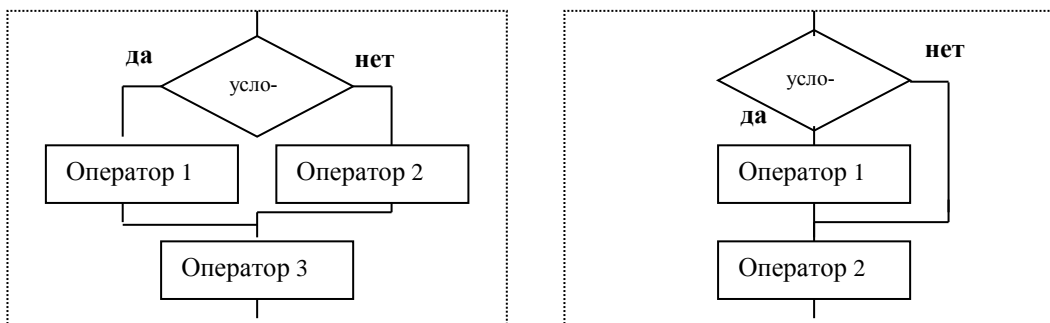 да
нет
усло-
Оператор 1
Оператор 2
Оператор 3
нет
усло-
да
Оператор 1
Оператор 2